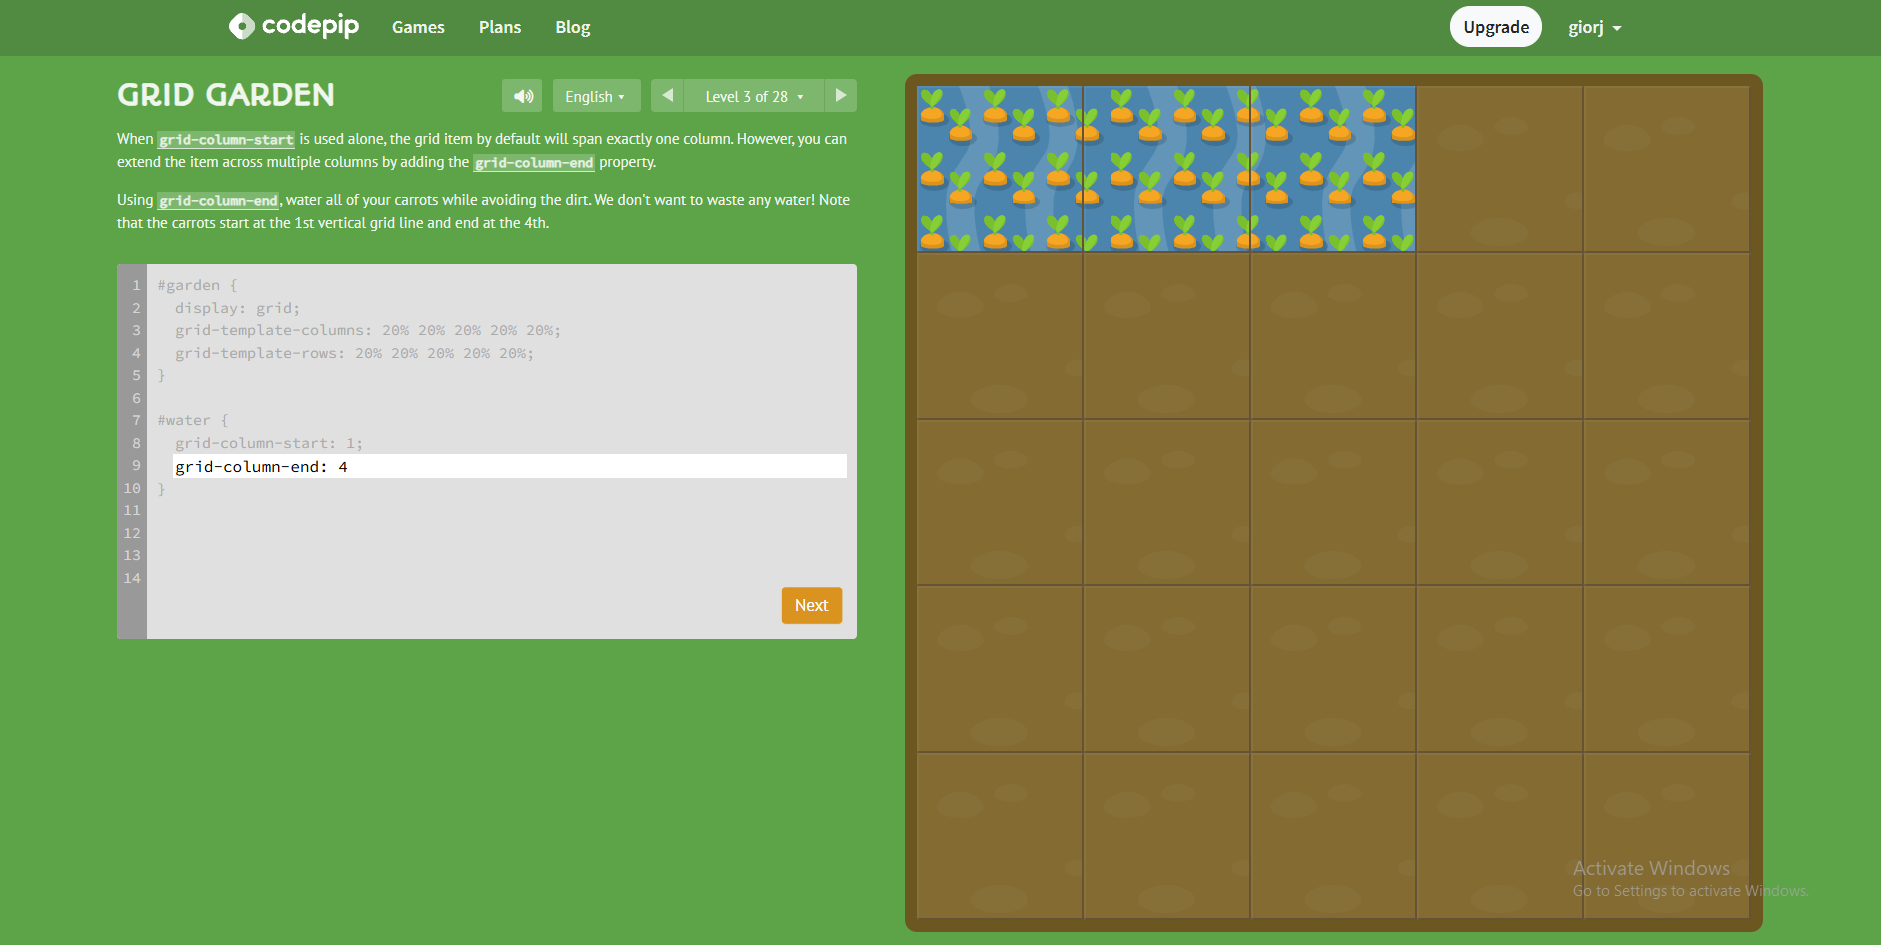 codepip Games Plans Blog Upgrade giorj
GRID GARDEN English Level 3 of 28
When grid-column-start is used alone, the grid item by default will span exactly one column. However, you can
extend the item across multiple columns by adding the grid-column-end property.
Using grid-column-end, water all of your carrots while avoiding the dirt. We don't want to waste any water! Note
that the carrots start at the 1st vertical grid line and end at the 4th.
1 #garden {
2 display: grid;
3 grid-template-columns: 20% 20% 20% 20% 20%;
4 grid-template-rows: 20% 20% 20% 20% 20%;
5 }
6
7 #water {
8 grid-column-start: 1;
9 grid-column-end: 4
10 }
11
12
13
14
Next
Activate Windows
Go to Settings to activate Windows.